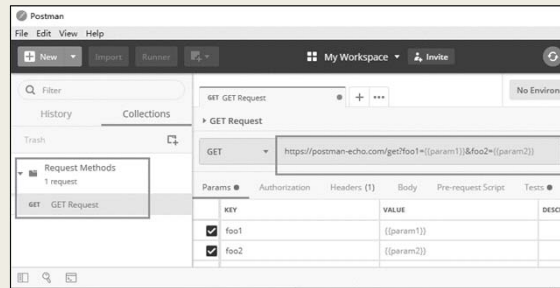 Postman
File Edit View Help
New Import Runner My Workspace Invite
Filter
History Collections
Trash
Request Methods
1 request
GET GET Request
GET GET Request
No Environ
GET Request
GET https://postman-echo.com/get?foo1={{param1}}&foo2={{param2}}
Params Authorization Headers (1) Body Pre-request Script Tests
KEY VALUE DESC
foo1 {{param1}}
foo2 {{param2}}